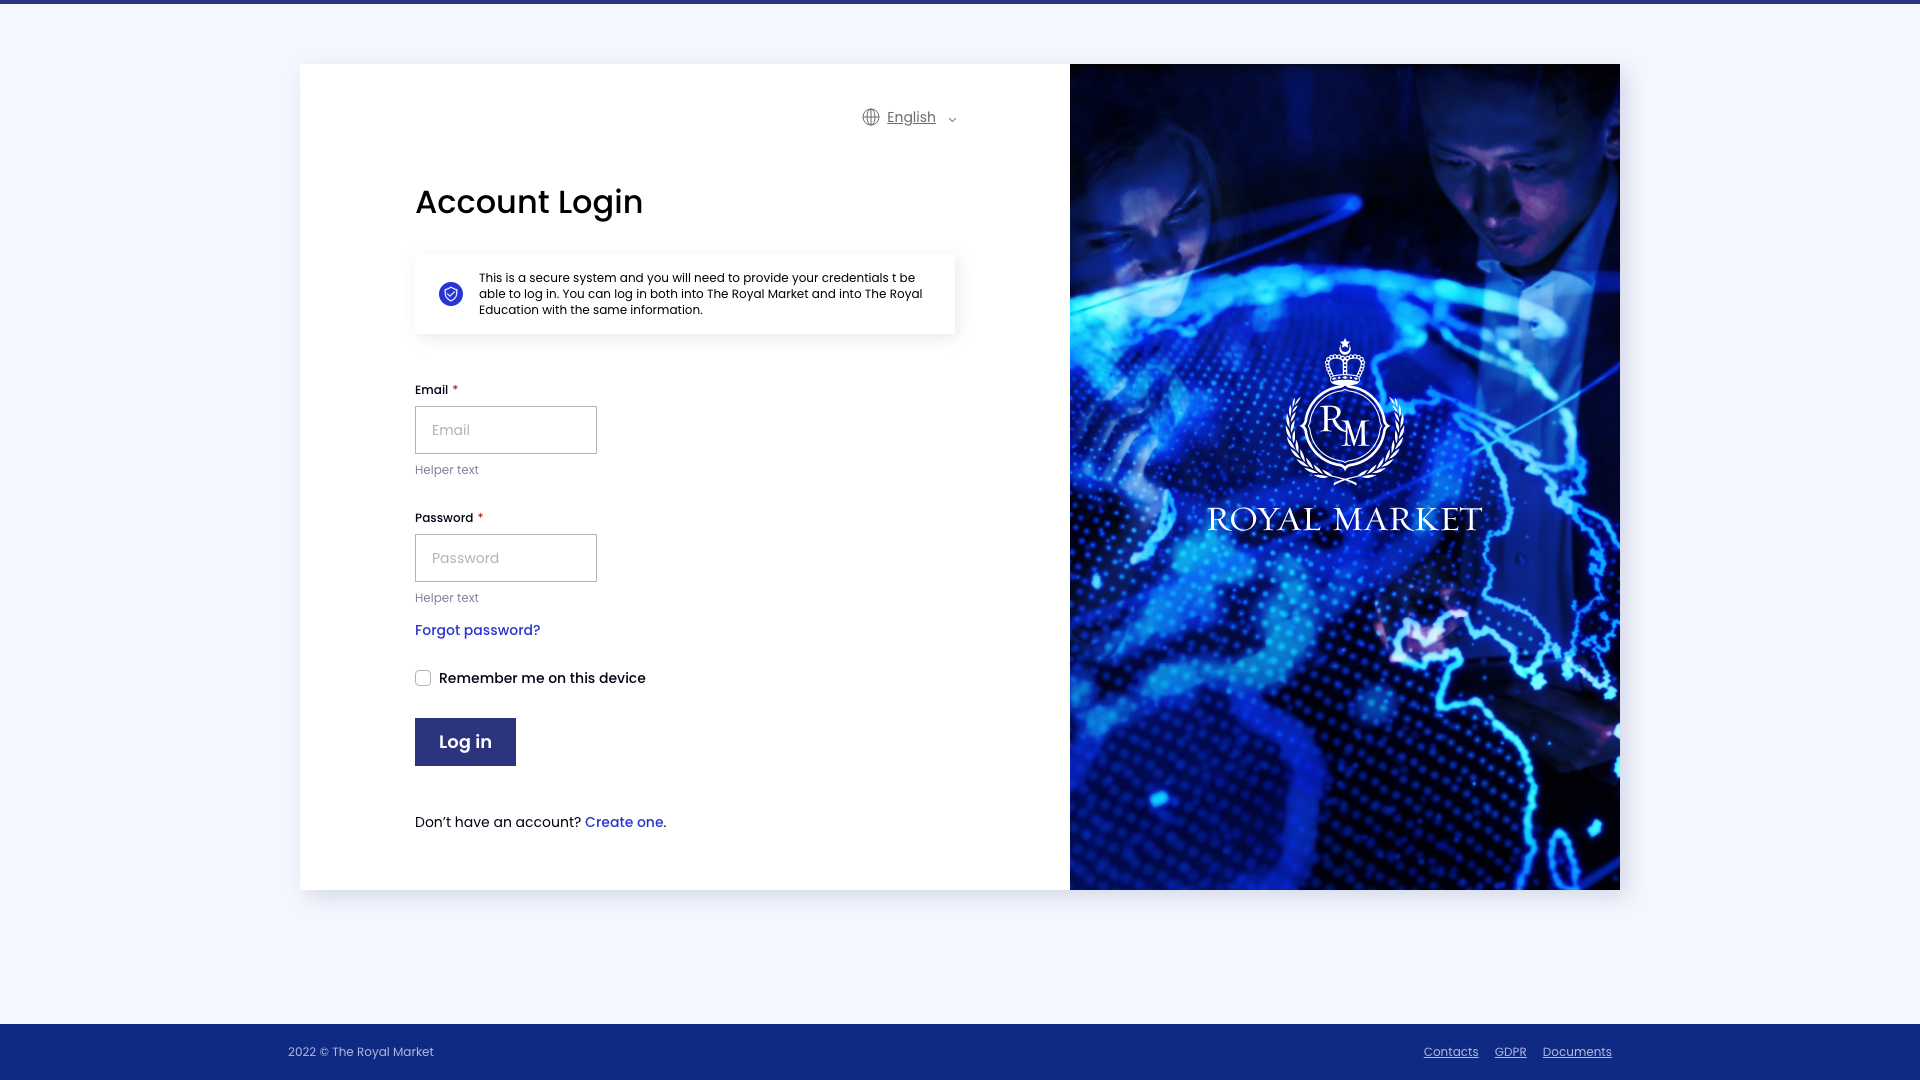 English
Account Login
This is a secure system and you will need to provide your credentials t be
able to log in. You can log in both into The Royal Market and into The Royal
Education with the same information.
Email *
Email
Helper text
Password *
Password
Helper text
Forgot password?
Remember me on this device
Log in
Don’t have an account? Create one.
RM
ROYAL MARKET
2022 © The Royal Market
Contacts GDPR Documents